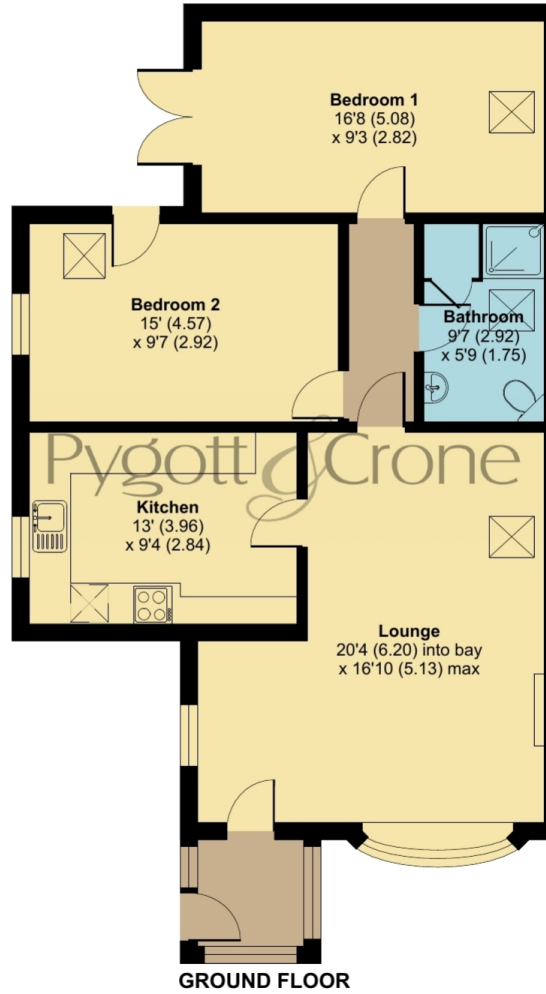 Bedroom 1
16'8 (5.08)
x 9'3 (2.82)
Bedroom 2
15' (4.57)
x 9'7 (2.92)
Bathroom
9'7 (2.92)
x 5'9 (1.75)
Pygott & Crone
Kitchen
13' (3.96)
x 9'4 (2.84)
Lounge
20'4 (6.20) into bay
x 16'10 (5.13) max
GROUND FLOOR